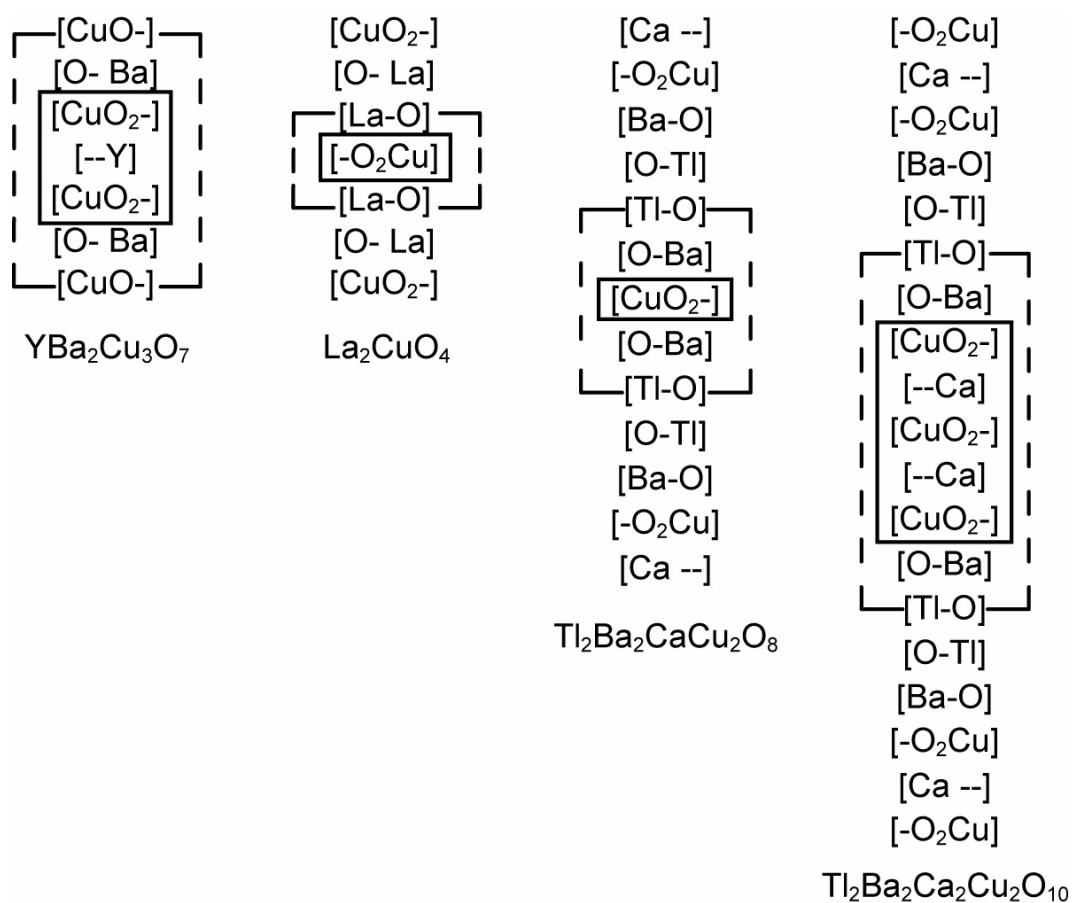 [CuO-]
[O- Ba]
[CuO₂-]
[--Y]
[CuO₂-]
[O- Ba]
[CuO-]
YBa₂Cu₃O₇
[CuO₂-]
[O- La]
[La-O]
[-O₂Cu]
[La-O]
[O- La]
[CuO₂-]
La₂CuO₄
[Ca --]
[-O₂Cu]
[Ba-O]
[O-Tl]
[Tl-O]
[O-Ba]
[CuO₂-]
[O-Ba]
[Tl-O]
[O-Tl]
[Ba-O]
[-O₂Cu]
[Ca --]
Tl₂Ba₂CaCu₂O₈
[-O₂Cu]
[Ca --]
[-O₂Cu]
[Ba-O]
[O-Tl]
[Tl-O]
[O-Ba]
[CuO₂-]
[--Ca]
[CuO₂-]
[--Ca]
[CuO₂-]
[O-Ba]
[Tl-O]
[O-Tl]
[Ba-O]
[-O₂Cu]
[Ca --]
[-O₂Cu]
Tl₂Ba₂Ca₂Cu₂O₁₀